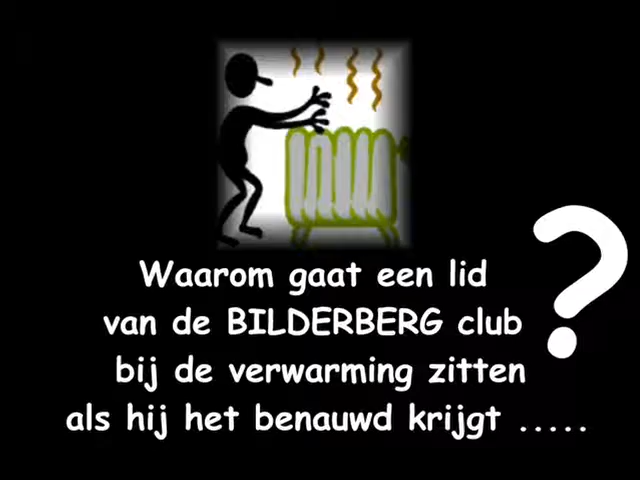 Waarom gaat een lid
van de BILDERBERG club
bij de verwarming zitten
als hij het benauwd krijgt .....
?